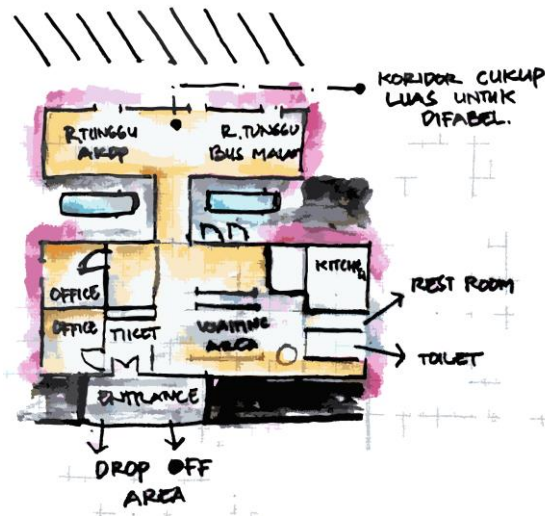 KORIDOR CUKUP
LUAS UNTUK
DIFABEL.
R.TUNGGU
AKDP
R.TUNGGU
BUS MALAM
KITCHEN
OFFICE
OFFICE
TICET
WAITING
AREA
REST ROOM
TOILET
ENTRANCE
DROP OFF
AREA